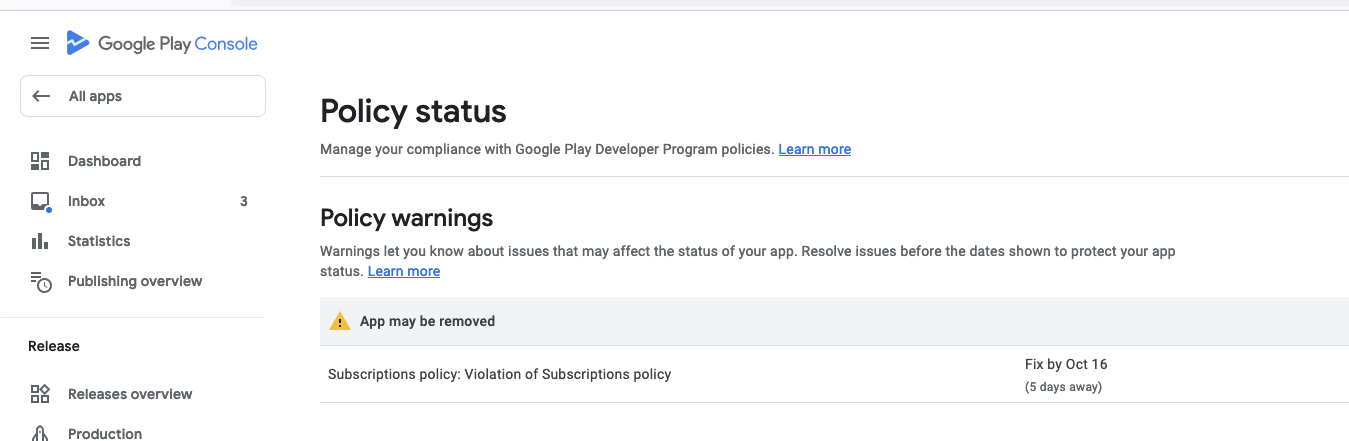 Google Play Console
All apps
Policy status
Manage your compliance with Google Play Developer Program policies. Learn more
Dashboard
Inbox 3
Statistics
Publishing overview
Policy warnings
Warnings let you know about issues that may affect the status of your app. Resolve issues before the dates shown to protect your app
status. Learn more
App may be removed
Subscriptions policy: Violation of Subscriptions policy
Fix by Oct 16
(5 days away)
Release
Releases overview
Production